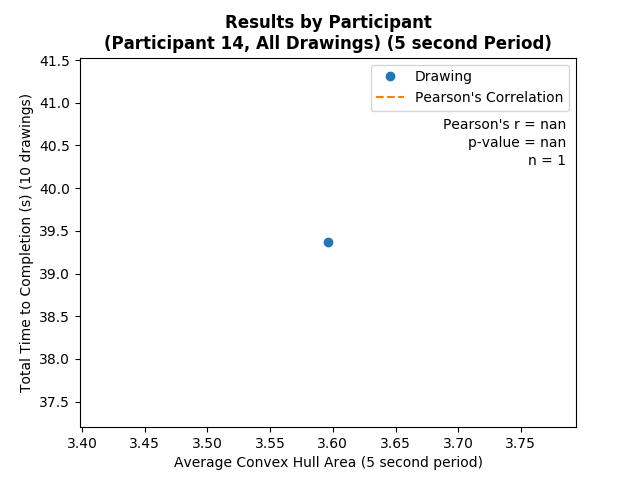 Results by Participant
(Participant 14, All Drawings) (5 second Period)
41.5
41.0
40.5
40.0
39.5
39.0
38.5
38.0
37.5
Total Time to Completion (s) (10 drawings)
Drawing
Pearson's Correlation
Pearson's r = nan
p-value = nan
n = 1
3.40 3.45 3.50 3.55 3.60 3.65 3.70 3.75
Average Convex Hull Area (5 second period)